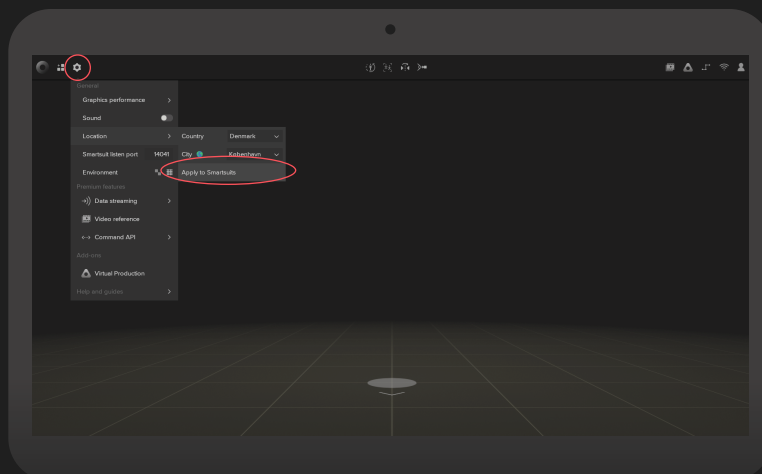 General
Graphics performance
Sound
Location
Country
Denmark
Smartsuit listen port
14041
City
København
Environment
Apply to Smartsuits
Premium features
Data streaming
Video reference
Command API
Add-ons
Virtual Production
Help and guides